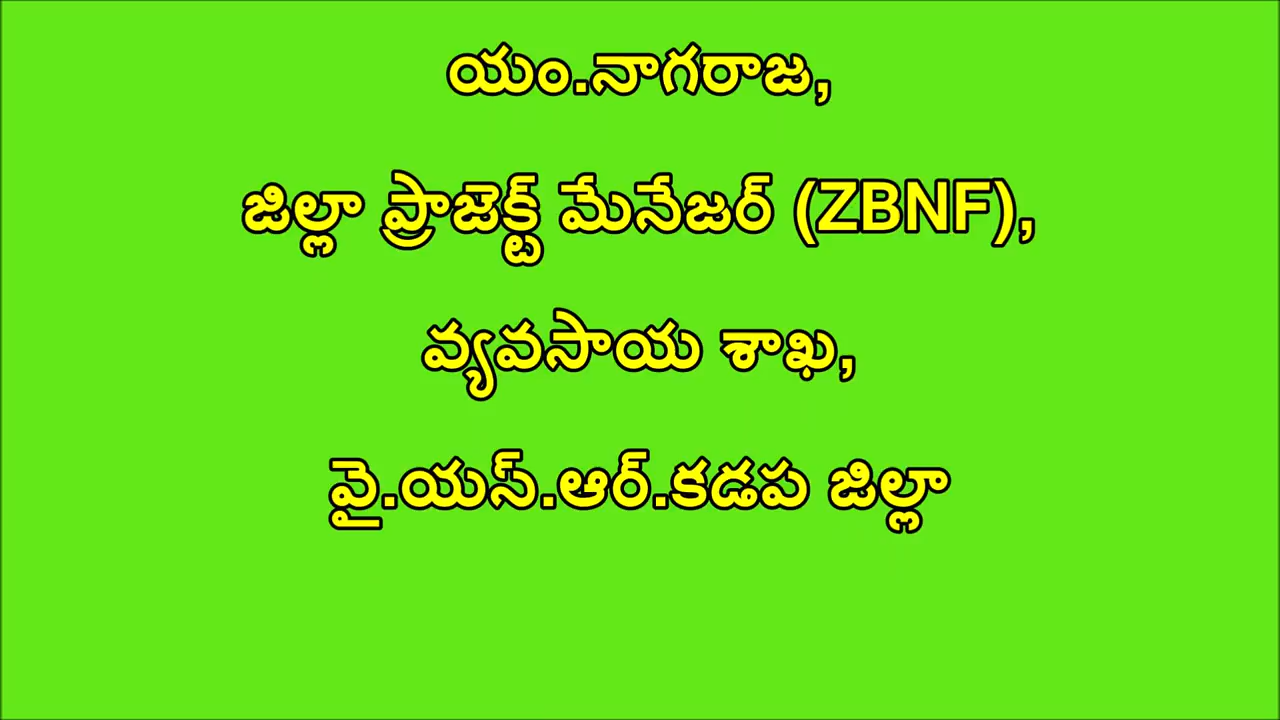 యం.నాగరాజ,
జిల్లా ప్రాజెక్ట్ మేనేజర్ (ZBNF),
వ్యవసాయ శాఖ,
వై.యస్.ఆర్.కడప జిల్లా